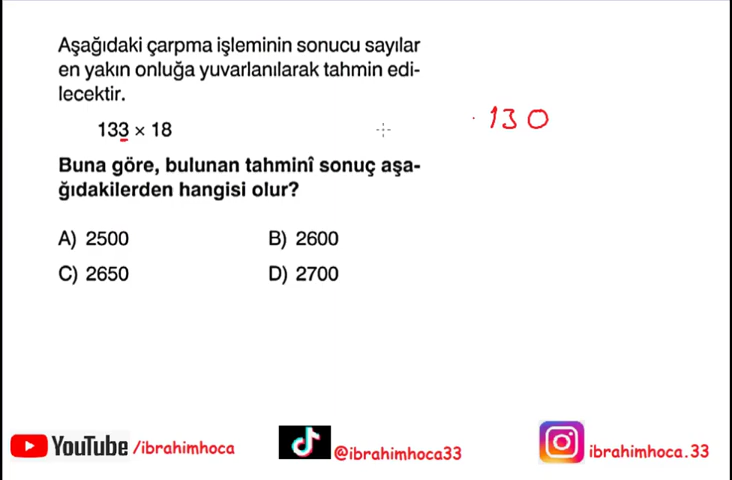 Aşağıdaki çarpma işleminin sonucu sayılar
en yakın onluğa yuvarlanılarak tahmin edi-
lecektir.
133 × 18
130
Buna göre, bulunan tahminî sonuç aşa-
ğıdakilerden hangisi olur?
A) 2500
B) 2600
C) 2650
D) 2700
YouTube /ibrahimhoca
@ibrahimhoca33
ibrahimhoca.33